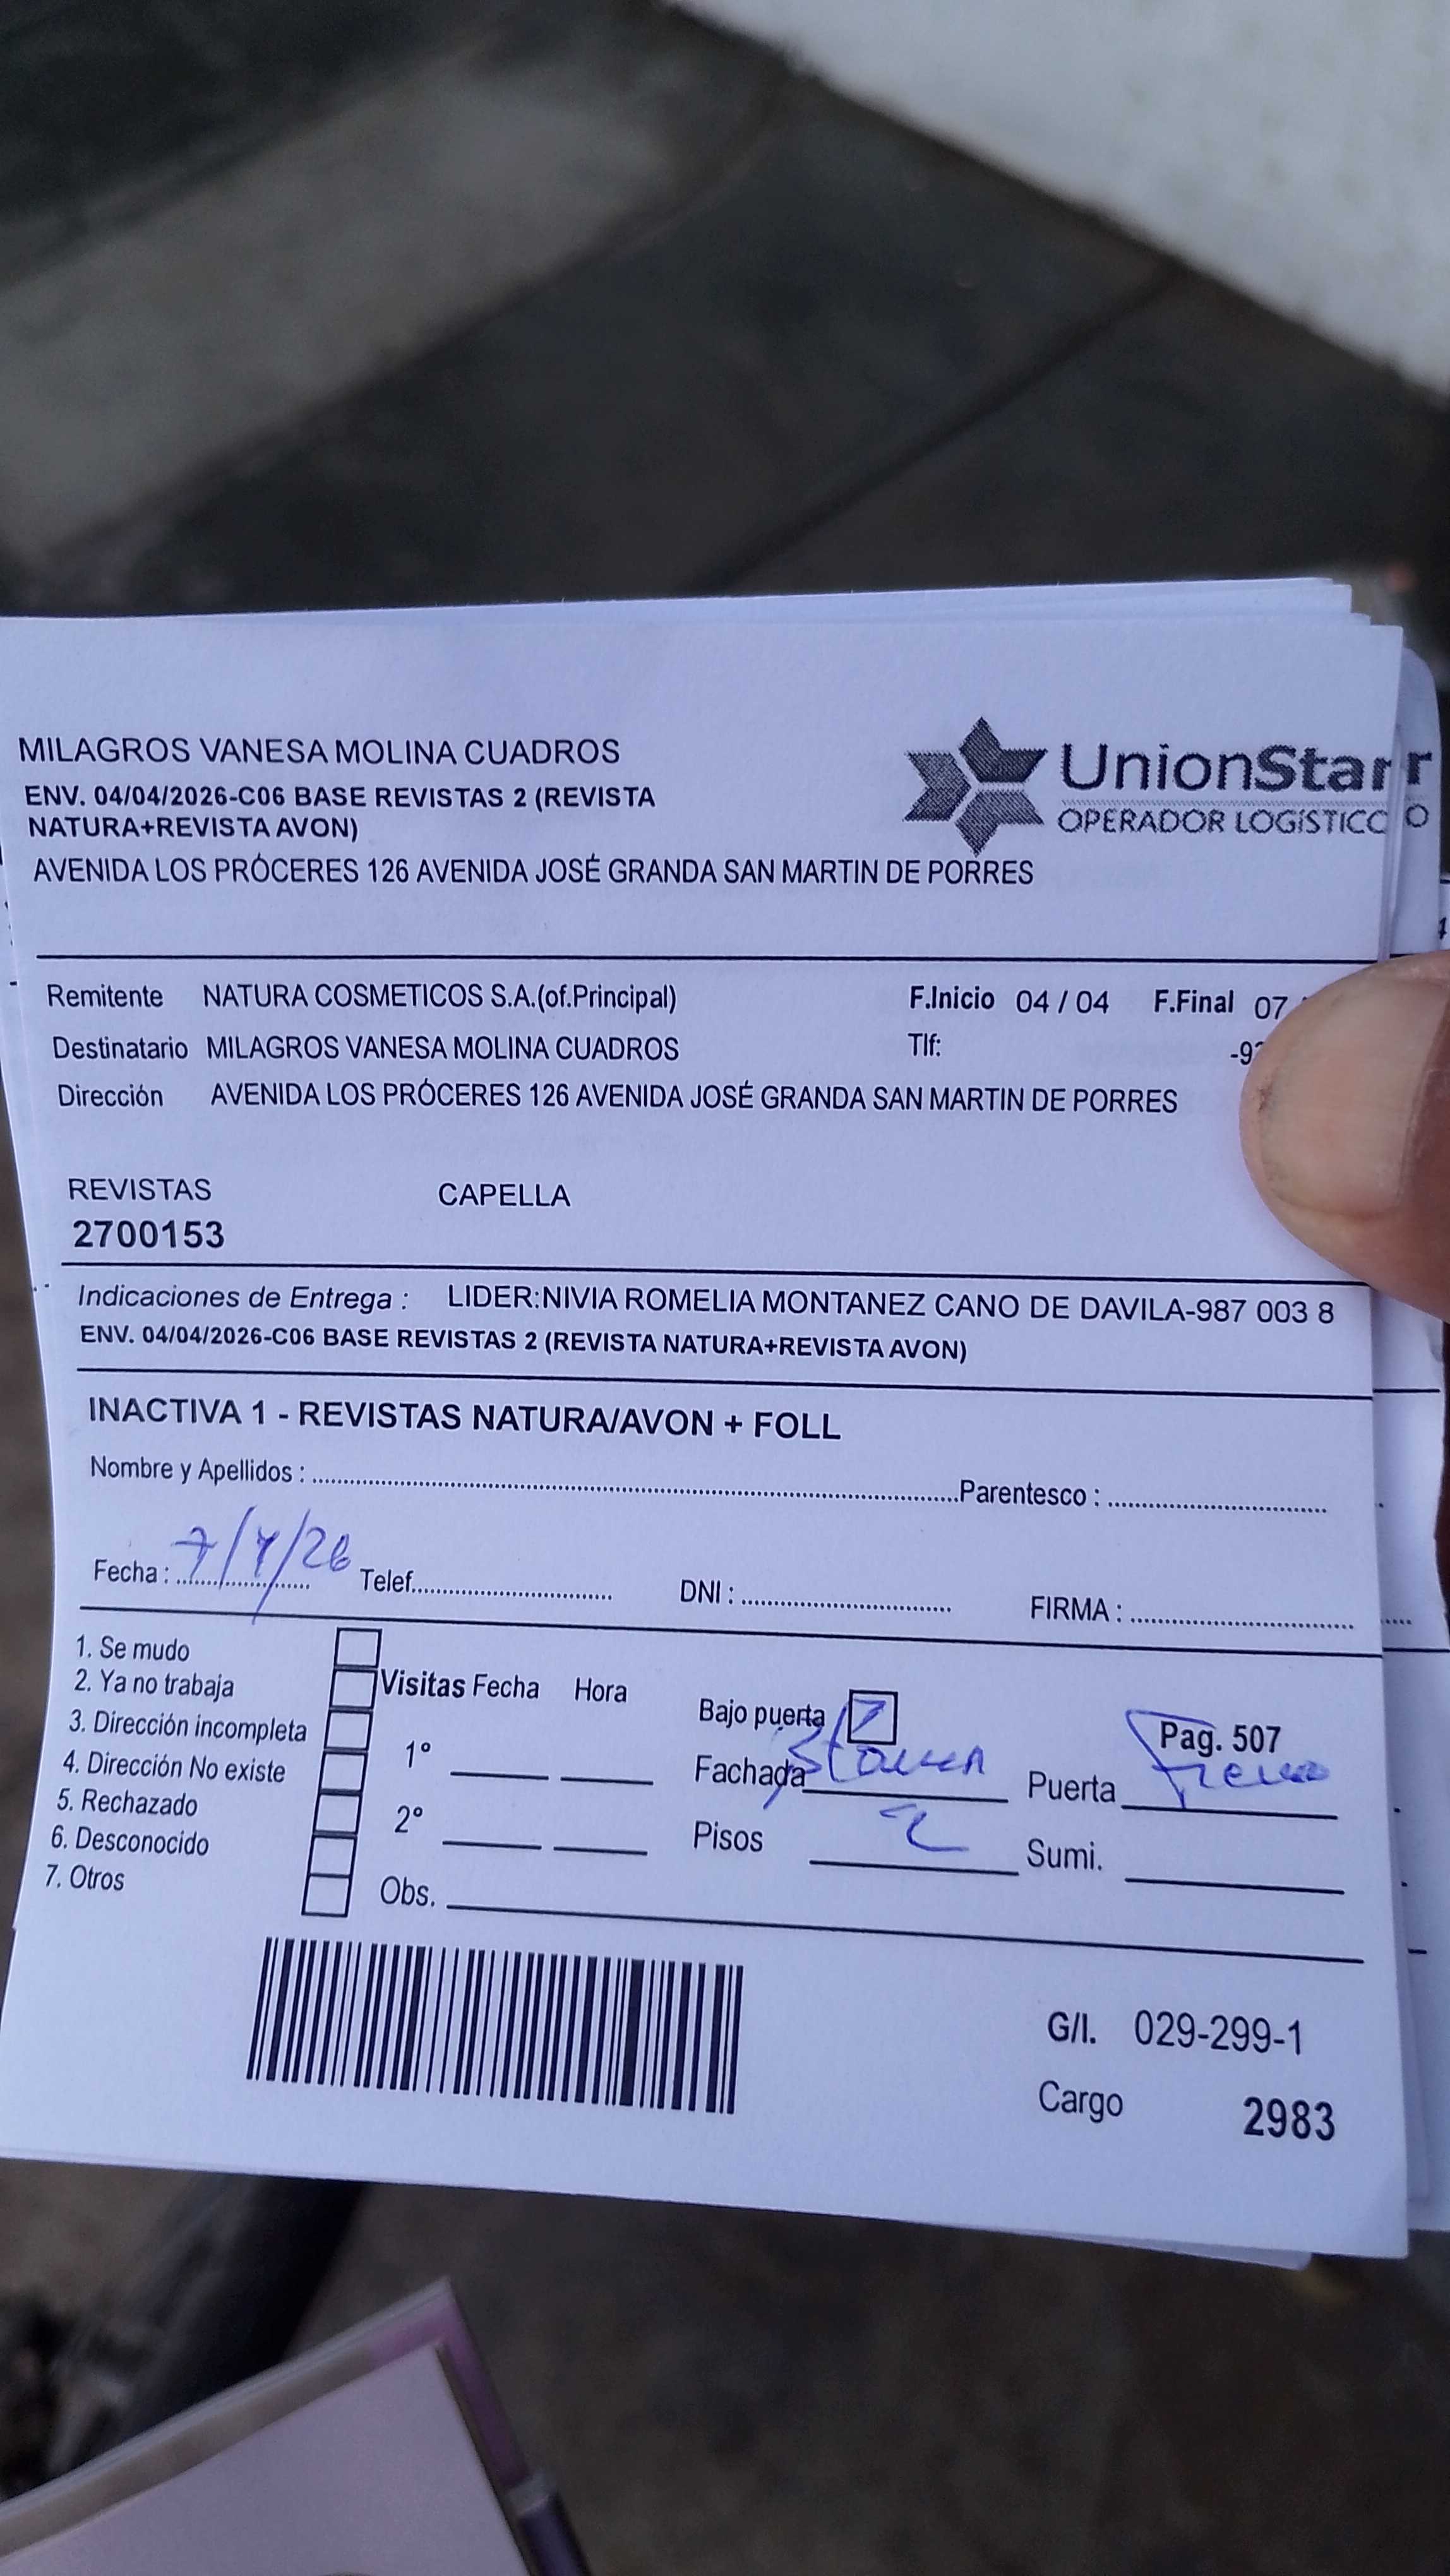 MILAGROS VANESA MOLINA CUADROS
ENV. 04/04/2026-C06 BASE REVISTAS 2 (REVISTA
NATURA+REVISTA AVON)
AVENIDA LOS PRÓCERES 126 AVENIDA JOSÉ GRANDA SAN MARTIN DE PORRES
UnionStar r
OPERADOR LOGÍSTICO O
Remitente NATURA COSMETICOS S.A.(of.Principal) F.Inicio 04 / 04 F.Final 07
Destinatario MILAGROS VANESA MOLINA CUADROS Tlf: -92
Dirección AVENIDA LOS PRÓCERES 126 AVENIDA JOSÉ GRANDA SAN MARTIN DE PORRES
REVISTAS CAPELLA
2700153
Indicaciones de Entrega : LIDER:NIVIA ROMELIA MONTANEZ CANO DE DAVILA-987 003 8
ENV. 04/04/2026-C06 BASE REVISTAS 2 (REVISTA NATURA+REVISTA AVON)
INACTIVA 1 - REVISTAS NATURA/AVON + FOLL
Nombre y Apellidos : Parentesco :
Fecha : 7/4/26 Telef. DNI : FIRMA :
1. Se mudo
2. Ya no trabaja
3. Dirección incompleta
4. Dirección No existe
5. Rechazado
6. Desconocido
7. Otros
Visitas Fecha Hora
1°
2°
Obs.
Bajo puerta
Fachada
Pisos 2
Pag. 507
Puerta
Sumi.
G/I. 029-299-1
Cargo 2983